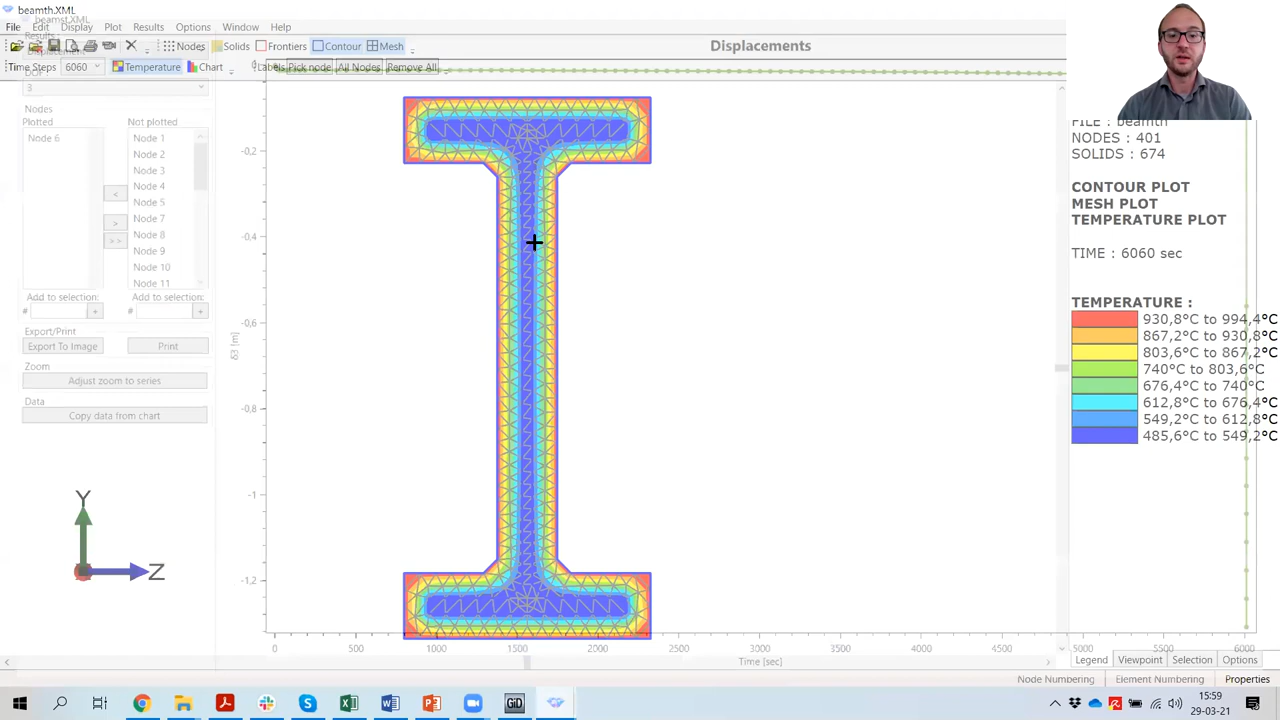 beamth.XML
beamst.XML
File Edit Display Plot Results Options Window Help
Nodes Solids Frontiers Contour Mesh
Displacements
Time Steps 6060 Temperature Chart Labels Pick node All Nodes Remove All
Results
DOF
3
Nodes
Plotted Not plotted
Node 6
Node 1
Node 2
Node 3
Node 4
Node 5
Node 7
Node 8
Node 9
Node 10
Node 11
< 
>
>>
Add to selection: Add to selection:
# + # +
Export/Print
Export To Image Print
Zoom
Adjust zoom to series
Data
Copy data from chart
Y
Z
-0,2
-0,4
-0,6
-0,8
-1
-1,2
δ3 [m]
0 500 1000 1500 2000 2500 3000 3500 4000 4500 5000 5500 6000
Time [sec]
FILE : beamth
NODES : 401
SOLIDS : 674
CONTOUR PLOT
MESH PLOT
TEMPERATURE PLOT
TIME : 6060 sec
TEMPERATURE :
930,8°C to 994,4°C
867,2°C to 930,8°C
803,6°C to 867,2°C
740°C to 803,6°C
676,4°C to 740°C
612,8°C to 676,4°C
549,2°C to 612,8°C
485,6°C to 549,2°C
Legend Viewpoint Selection Options
Node Numbering Element Numbering Properties
15:59
29-03-21